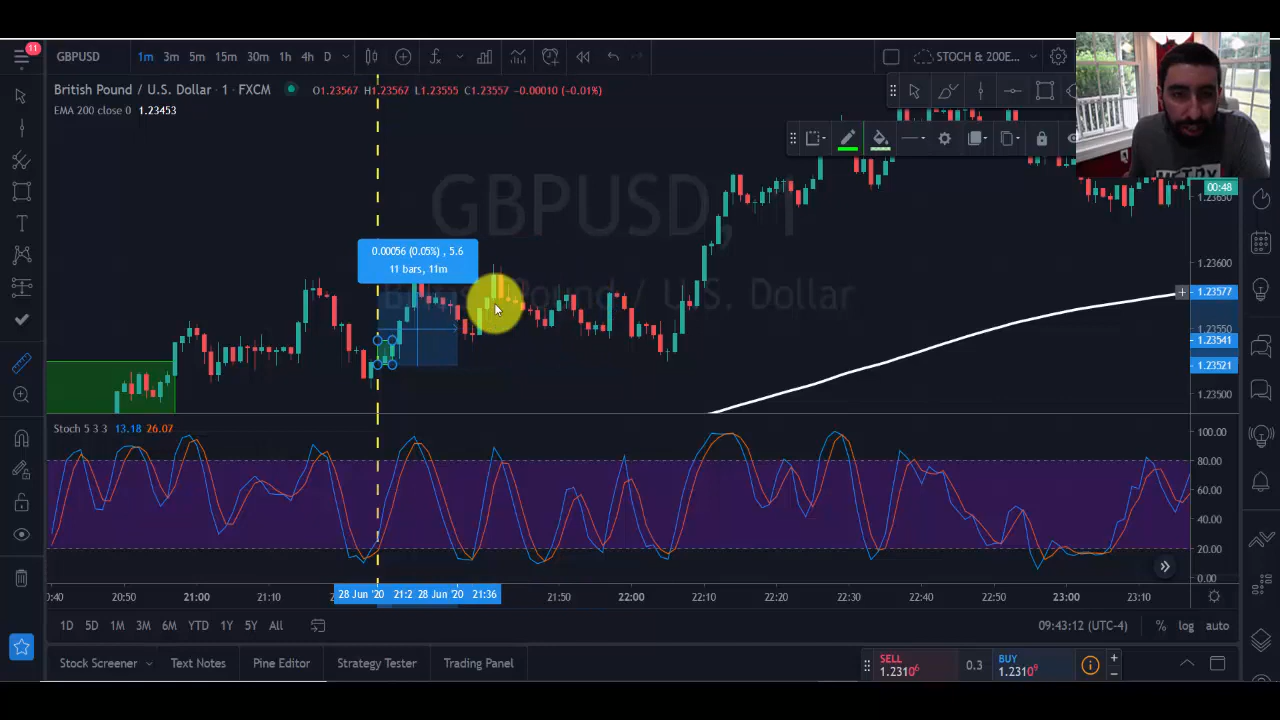 11
GBPUSD
1m 3m 5m 15m 30m 1h 4h D
STOCH & 200E...
British Pound / U.S. Dollar · 1 · FXCM O1.23567 H1.23567 L1.23555 C1.23557 −0.00010 (−0.01%)
EMA 200 close 0 1.23453
GBPUSD, 1
British Pound / U.S. Dollar
0.00056 (0.05%) , 5.6
11 bars, 11m
00:48
1.23650
1.23600
1.23577
1.23550
1.23541
1.23521
1.23500
Stoch 5 3 3 13.18 26.07
100.00
80.00
60.00
40.00
20.00
0.00
0:40 20:50 21:00 21:10 28 Jun '20 21:2 28 Jun '20 21:36 21:50 22:00 22:10 22:20 22:30 22:40 22:50 23:00 23:10
1D 5D 1M 3M 6M YTD 1Y 5Y All
09:43:12 (UTC-4) % log auto
Stock Screener Text Notes Pine Editor Strategy Tester Trading Panel
SELL
1.23106
0.3
BUY
1.23109